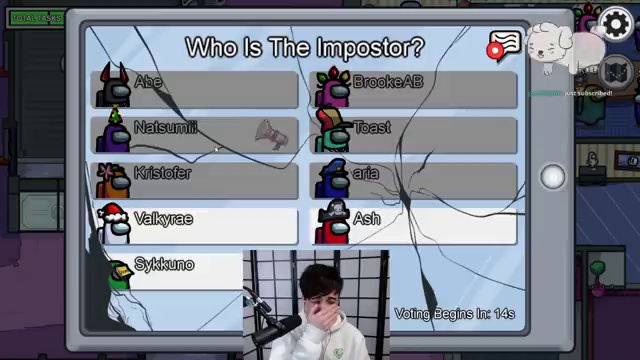 TOTAL TASKS
Who Is The Impostor?
Abe
BrookeAB
just subscribed!
Natsumiii
Toast
Kristofer
aria
Valkyrae
Ash
Sykkuno
Voting Begins In: 14s